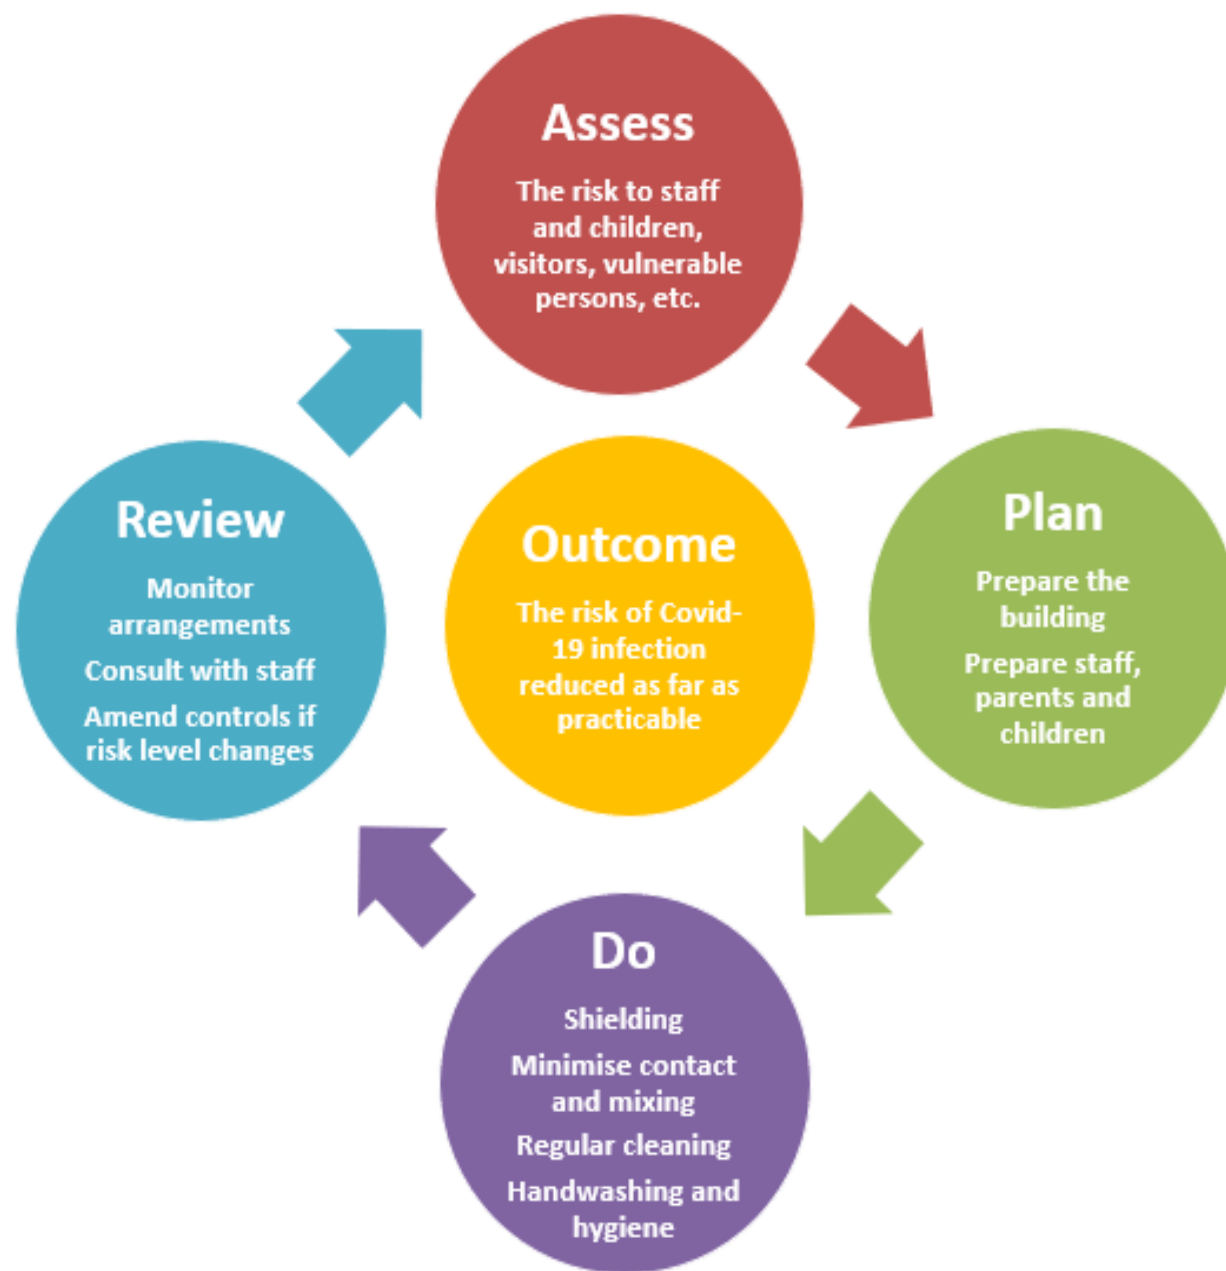 Assess
The risk to staff
and children,
visitors, vulnerable
persons, etc.
Plan
Prepare the
building
Prepare staff,
parents and
children
Do
Shielding
Minimise contact
and mixing
Regular cleaning
Handwashing and
hygiene
Review
Monitor
arrangements
Consult with staff
Amend controls if
risk level changes
Outcome
The risk of Covid-
19 infection
reduced as far as
practicable